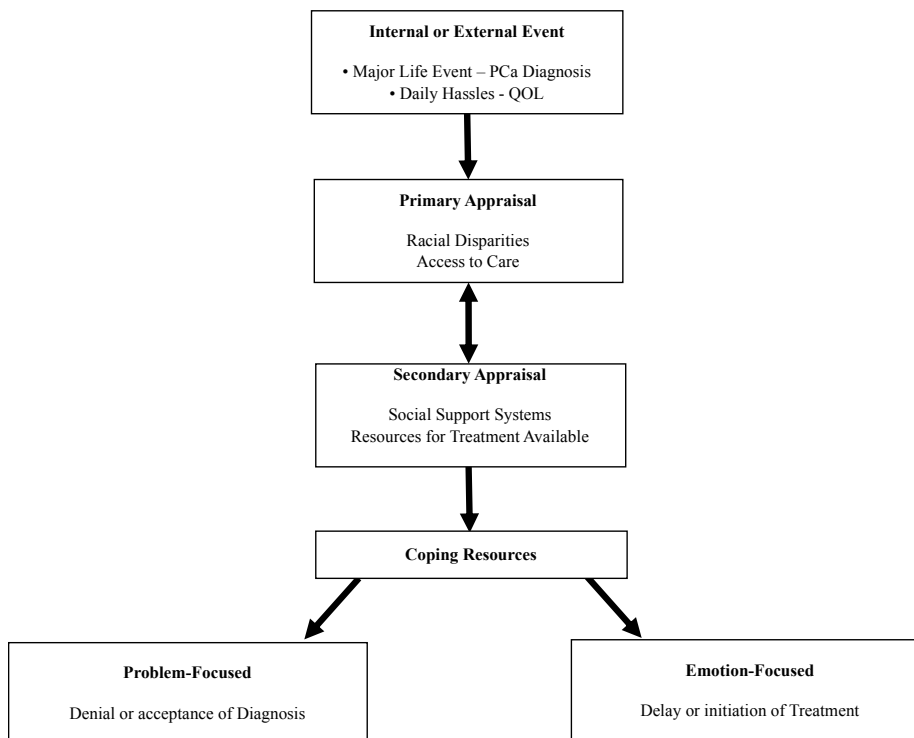 Internal or External Event
• Major Life Event – PCa Diagnosis
• Daily Hassles - QOL
Primary Appraisal
Racial Disparities
Access to Care
Secondary Appraisal
Social Support Systems
Resources for Treatment Available
Coping Resources
Problem-Focused
Denial or acceptance of Diagnosis
Emotion-Focused
Delay or initiation of Treatment